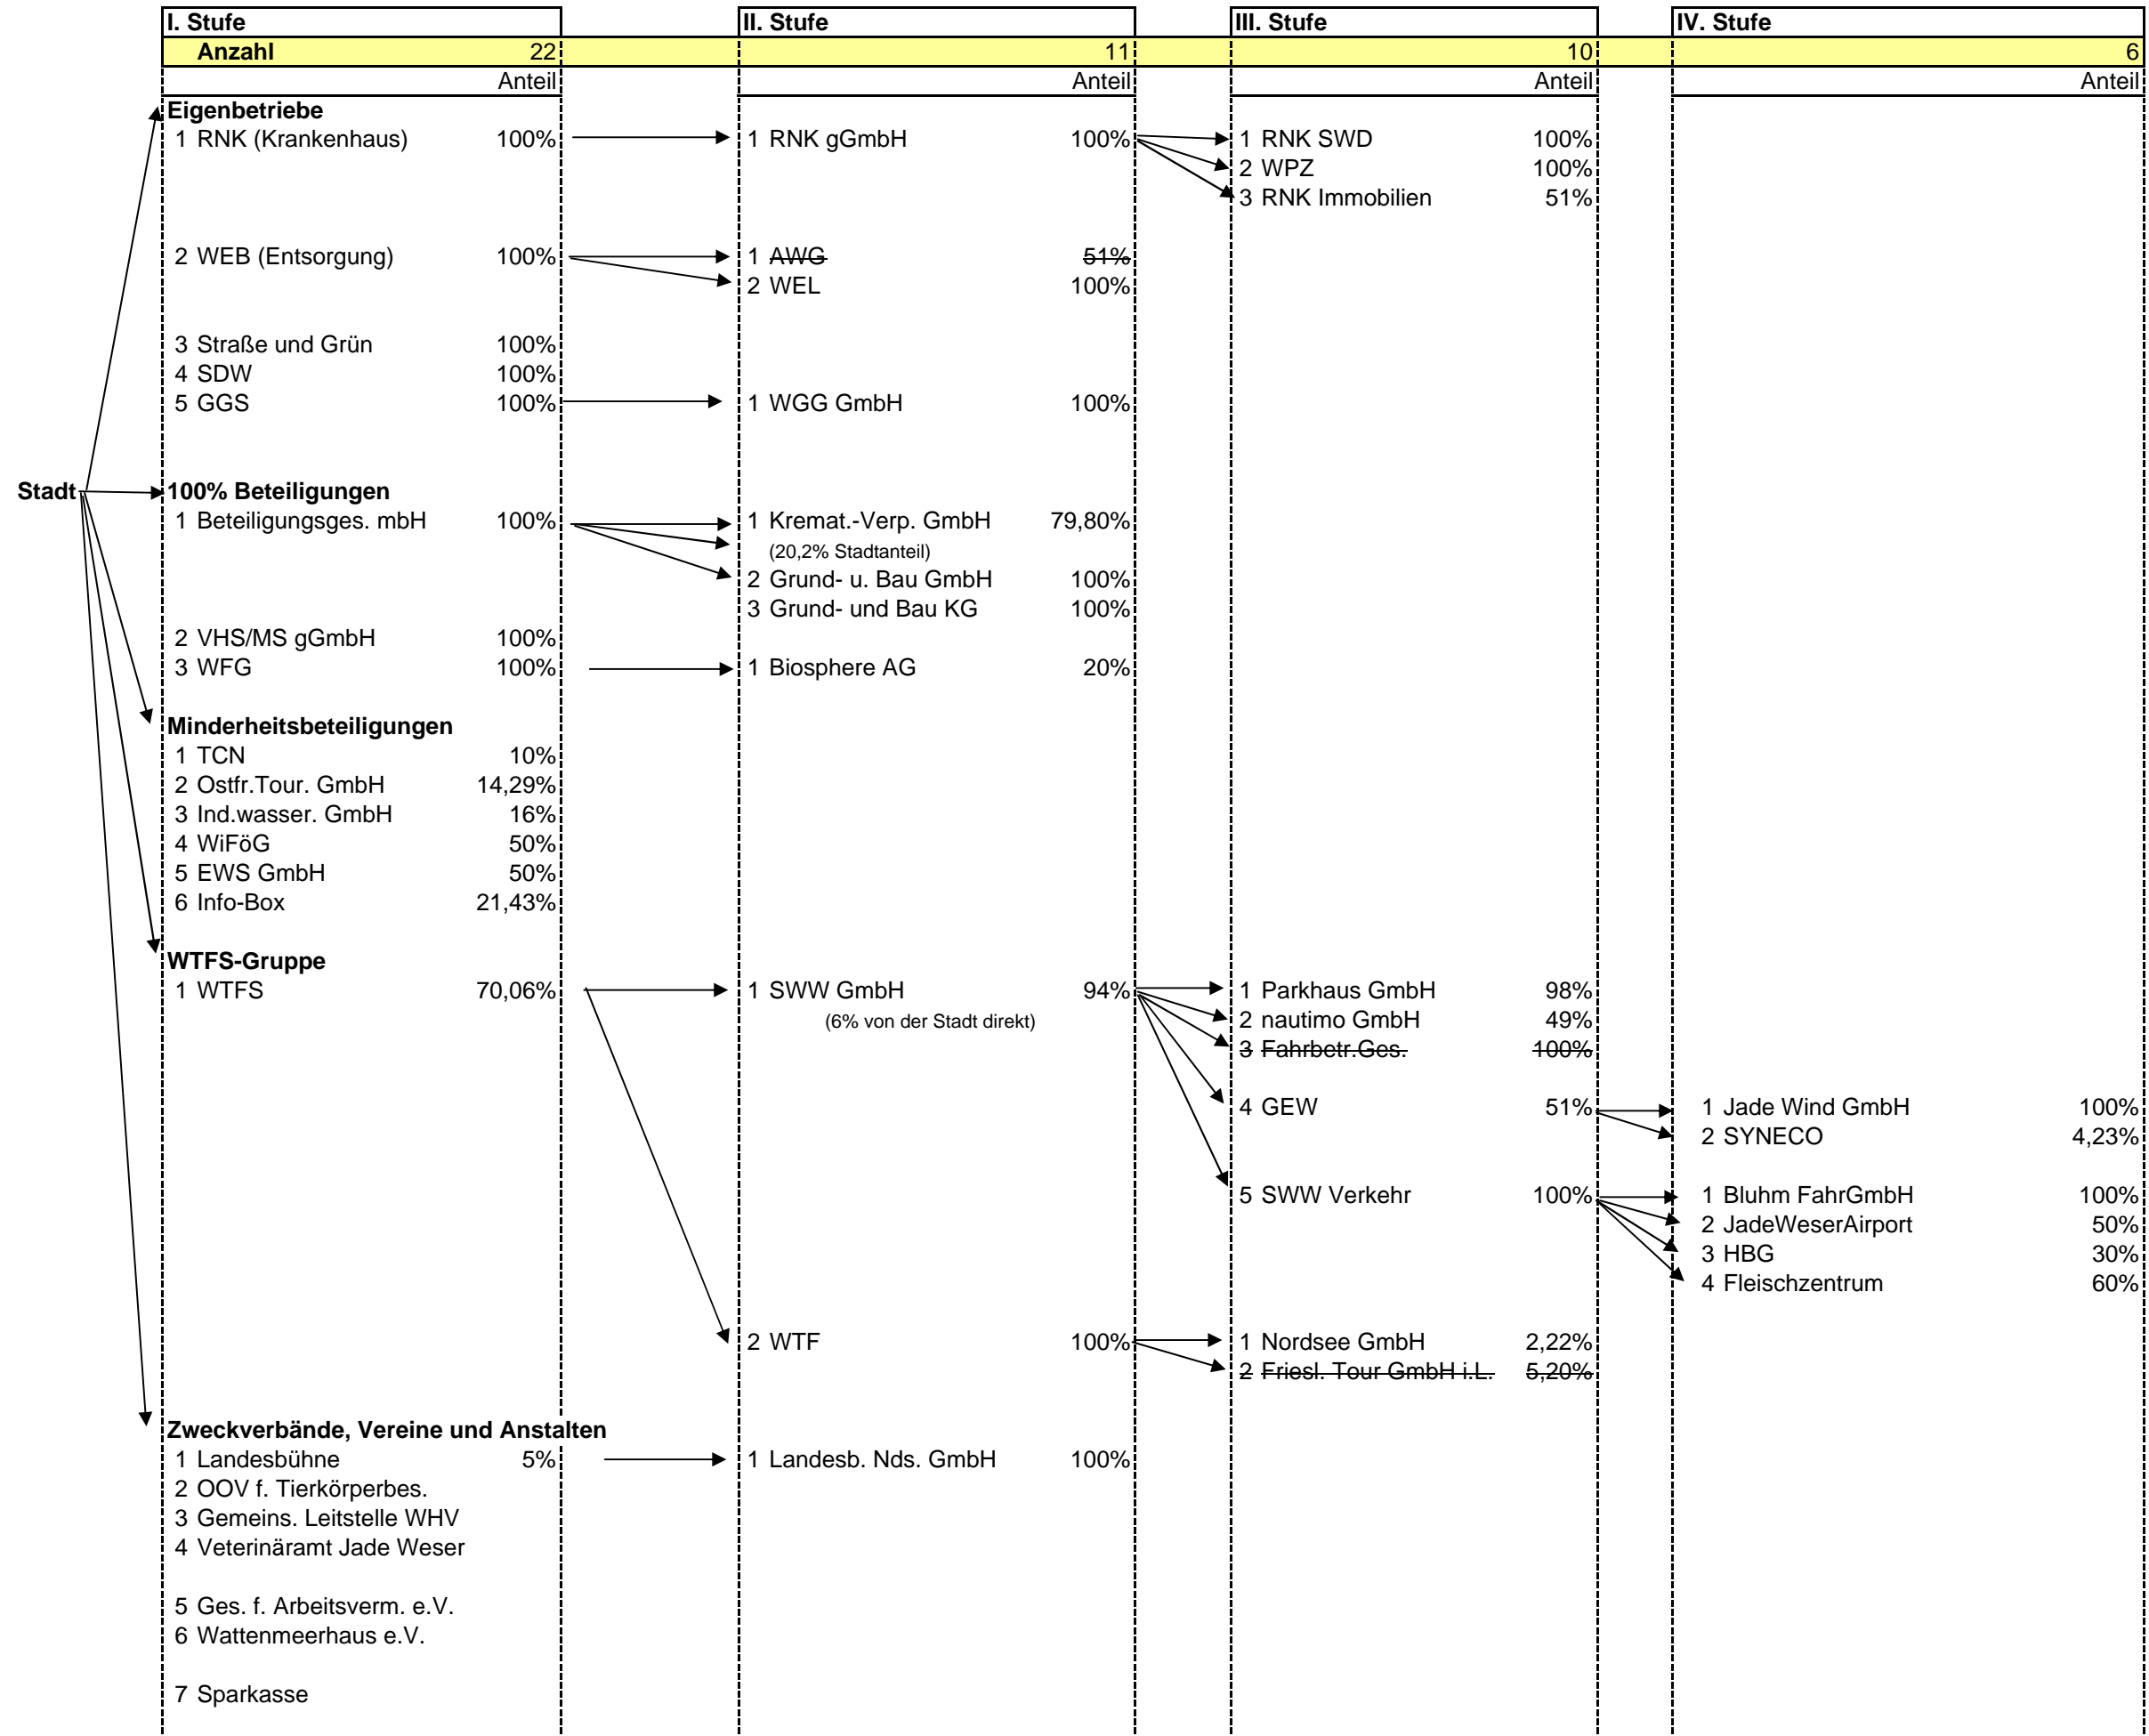 I. Stufe II. Stufe III. Stufe IV. Stufe
Anzahl 22 11 10 6
Anteil Anteil Anteil Anteil
Eigenbetriebe
1 RNK (Krankenhaus) 100% 1 RNK gGmbH 100% 1 RNK SWD 100%
2 WPZ 100%
3 RNK Immobilien 51%
2 WEB (Entsorgung) 100% 1 AWG 51%
2 WEL 100%
3 Straße und Grün 100%
4 SDW 100%
5 GGS 100% 1 WGG GmbH 100%
Stadt 100% Beteiligungen
1 Beteiligungsges. mbH 100% 1 Kremat.-Verp. GmbH 79,80%
(20,2% Stadtanteil)
2 Grund- u. Bau GmbH 100%
3 Grund- und Bau KG 100%
2 VHS/MS gGmbH 100%
3 WFG 100% 1 Biosphere AG 20%
Minderheitsbeteiligungen
1 TCN 10%
2 Ostfr.Tour. GmbH 14,29%
3 Ind.wasser. GmbH 16%
4 WiFöG 50%
5 EWS GmbH 50%
6 Info-Box 21,43%
WTFS-Gruppe
1 WTFS 70,06% 1 SWW GmbH 94% 1 Parkhaus GmbH 98%
(6% von der Stadt direkt) 2 nautimo GmbH 49%
3 Fahrbetr.Ges. 100%
4 GEW 51% 1 Jade Wind GmbH 100%
2 SYNECO 4,23%
5 SWW Verkehr 100% 1 Bluhm FahrGmbH 100%
2 JadeWeserAirport 50%
3 HBG 30%
4 Fleischzentrum 60%
2 WTF 100% 1 Nordsee GmbH 2,22%
2 Friesl. Tour GmbH i.L. 5,20%
Zweckverbände, Vereine und Anstalten
1 Landesbühne 5% 1 Landesb. Nds. GmbH 100%
2 OOV f. Tierkörperbes.
3 Gemeins. Leitstelle WHV
4 Veterinäramt Jade Weser
5 Ges. f. Arbeitsverm. e.V.
6 Wattenmeerhaus e.V.
7 Sparkasse